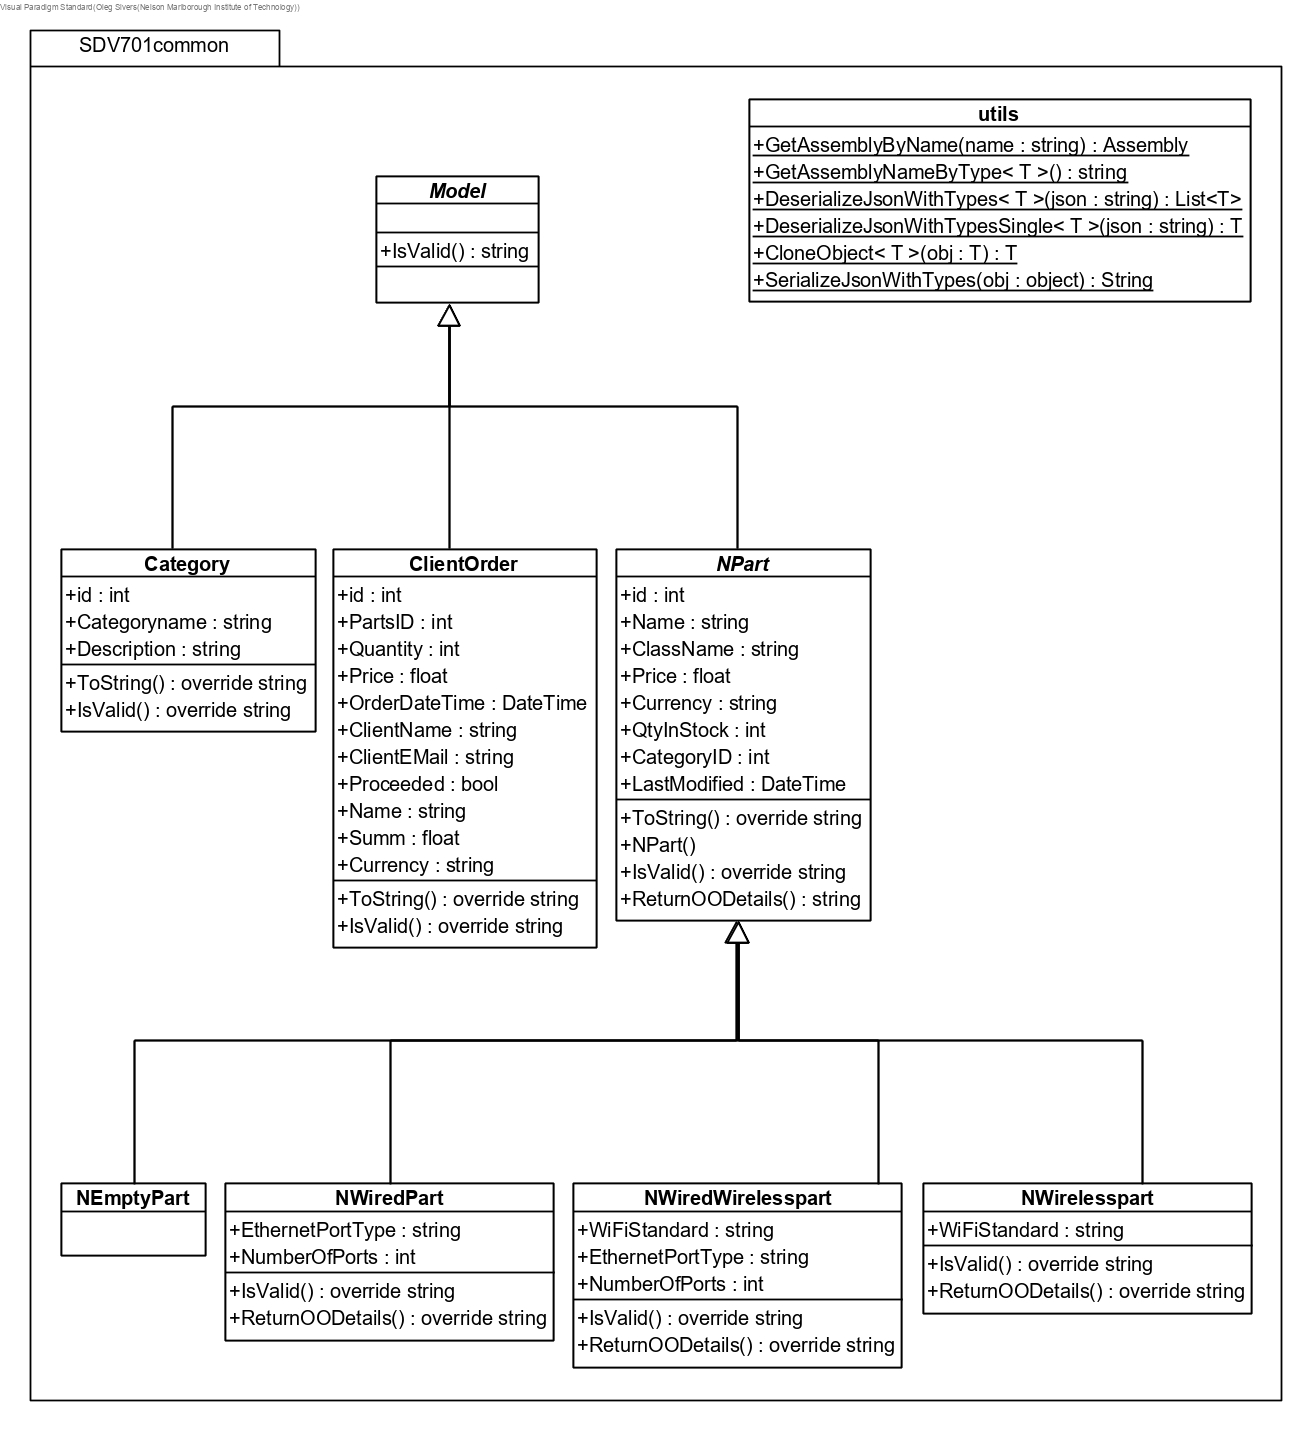 Visual Paradigm Standard(Oleg Sivers(Nelson Marlborough Institute of Technology))
SDV701common
utils
+GetAssemblyByName(name : string) : Assembly
+GetAssemblyNameByType< T >() : string
+DeserializeJsonWithTypes< T >(json : string) : List<T>
+DeserializeJsonWithTypesSingle< T >(json : string) : T
+CloneObject< T >(obj : T) : T
+SerializeJsonWithTypes(obj : object) : String
Model
+IsValid() : string
Category
+id : int
+Categoryname : string
+Description : string
+ToString() : override string
+IsValid() : override string
ClientOrder
+id : int
+PartsID : int
+Quantity : int
+Price : float
+OrderDateTime : DateTime
+ClientName : string
+ClientEMail : string
+Proceeded : bool
+Name : string
+Summ : float
+Currency : string
+ToString() : override string
+IsValid() : override string
NPart
+id : int
+Name : string
+ClassName : string
+Price : float
+Currency : string
+QtyInStock : int
+CategoryID : int
+LastModified : DateTime
+ToString() : override string
+NPart()
+IsValid() : override string
+ReturnOODetails() : string
NEmptyPart
NWiredPart
+EthernetPortType : string
+NumberOfPorts : int
+IsValid() : override string
+ReturnOODetails() : override string
NWiredWirelesspart
+WiFiStandard : string
+EthernetPortType : string
+NumberOfPorts : int
+IsValid() : override string
+ReturnOODetails() : override string
NWirelesspart
+WiFiStandard : string
+IsValid() : override string
+ReturnOODetails() : override string